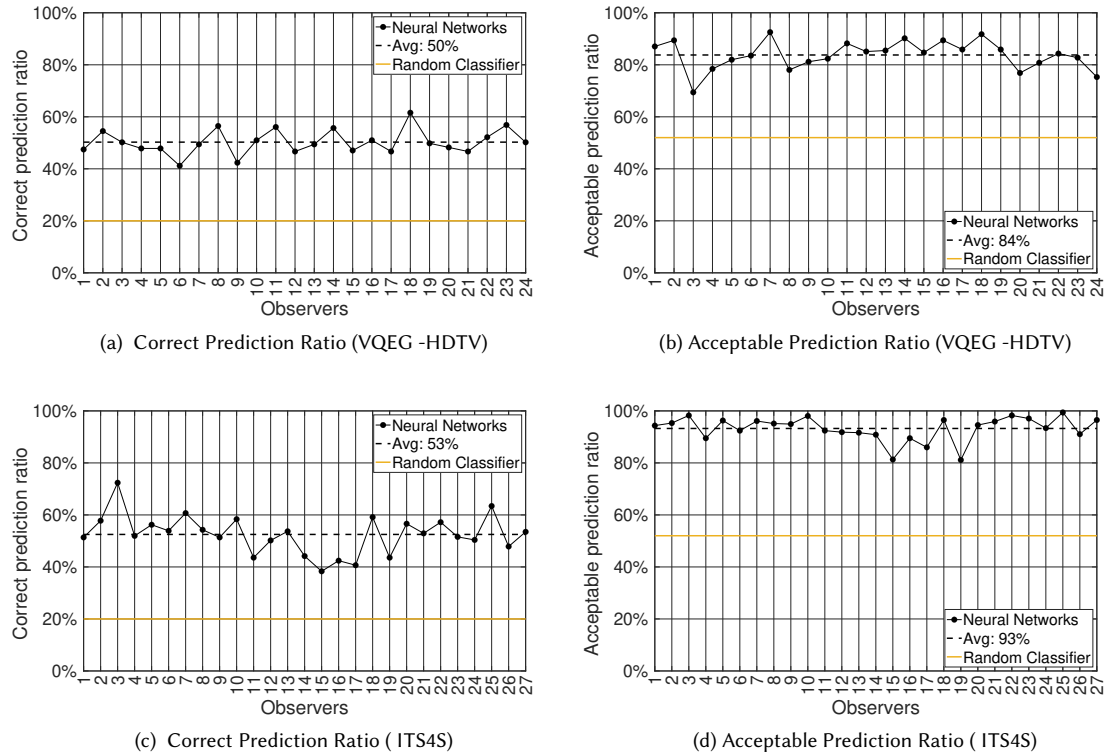 100%
80%
60%
40%
20%
0%
Correct prediction ratio
Neural Networks
Avg: 50%
Random Classifier
1 2 3 4 5 6 7 8 9 10 11 12 13 14 15 16 17 18 19 20 21 22 23 24
Observers
(a) Correct Prediction Ratio (VQEG -HDTV)
100%
80%
60%
40%
20%
0%
Acceptable prediction ratio
Neural Networks
Avg: 84%
Random Classifier
1 2 3 4 5 6 7 8 9 10 11 12 13 14 15 16 17 18 19 20 21 22 23 24
Observers
(b) Acceptable Prediction Ratio (VQEG -HDTV)
100%
80%
60%
40%
20%
0%
Correct prediction ratio
Neural Networks
Avg: 53%
Random Classifier
1 2 3 4 5 6 7 8 9 10 11 12 13 14 15 16 17 18 19 20 21 22 23 24 25 26 27
Observers
(c) Correct Prediction Ratio ( ITS4S)
100%
80%
60%
40%
20%
0%
Acceptable prediction ratio
Neural Networks
Avg: 93%
Random Classifier
1 2 3 4 5 6 7 8 9 10 11 12 13 14 15 16 17 18 19 20 21 22 23 24 25 26 27
Observers
(d) Acceptable Prediction Ratio ( ITS4S)